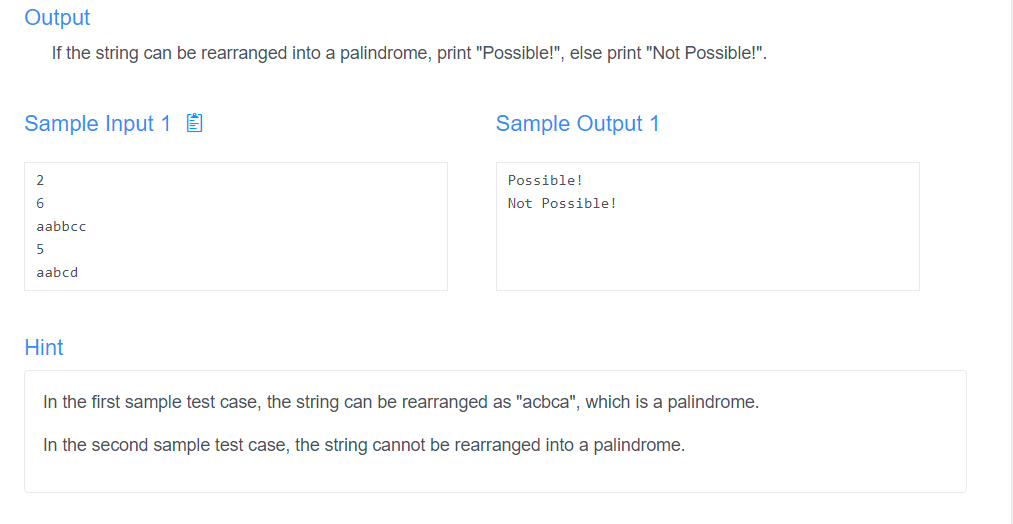 Output
If the string can be rearranged into a palindrome, print "Possible!", else print "Not Possible!".
Sample Input 1
2
6
aabbcc
5
aabcd
Sample Output 1
Possible!
Not Possible!
Hint
In the first sample test case, the string can be rearranged as "acbca", which is a palindrome.
In the second sample test case, the string cannot be rearranged into a palindrome.